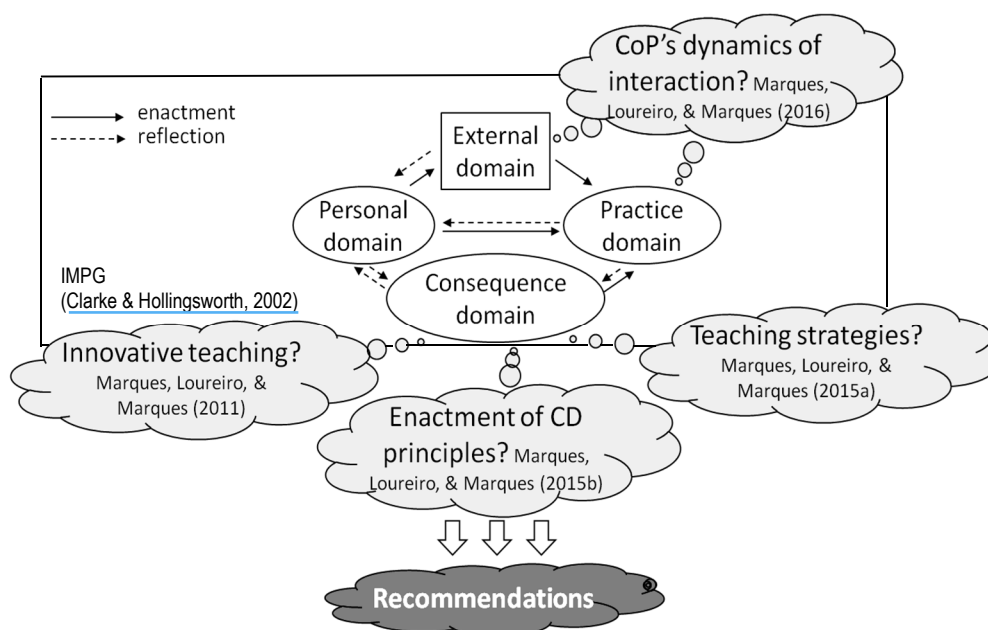 CoP's dynamics of
interaction? Marques,
Loureiro, & Marques (2016)
enactment
reflection
External
domain
Personal
domain
Practice
domain
Consequence
domain
IMPG
(Clarke & Hollingsworth, 2002)
Innovative teaching?
Marques, Loureiro, &
Marques (2011)
Teaching strategies?
Marques, Loureiro, &
Marques (2015a)
Enactment of CD
principles? Marques,
Loureiro, & Marques (2015b)
Recommendations